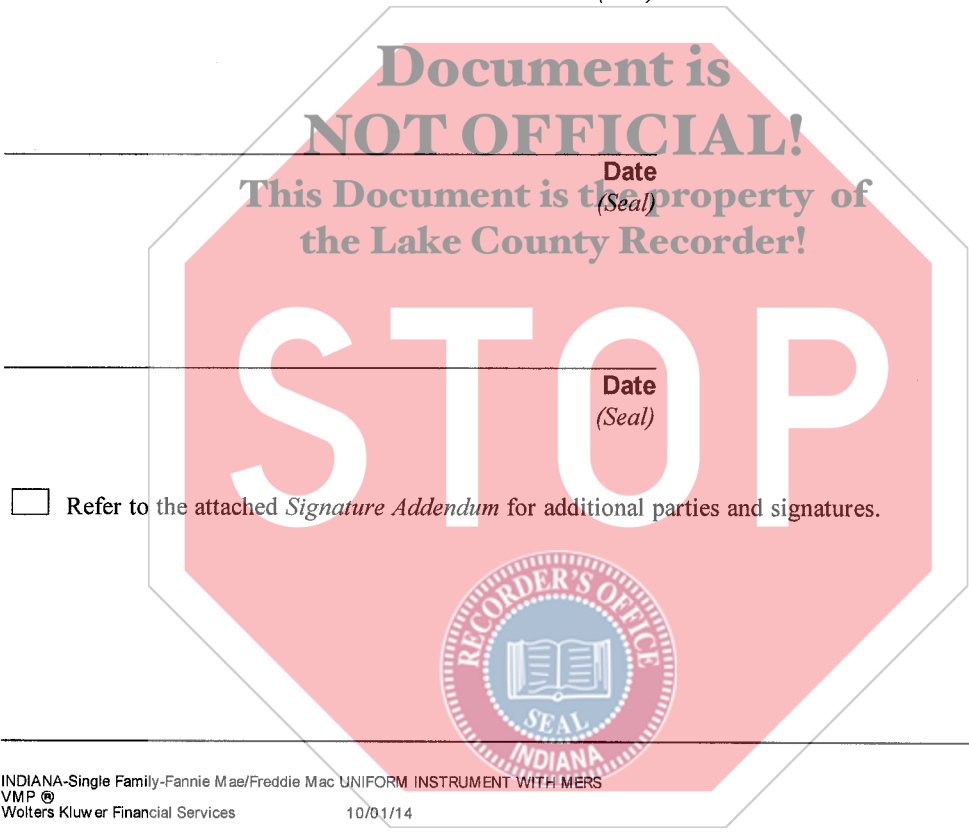 Document is
NOT OFFICIAL!
Date
This Document is the property of
(Seal)
the Lake County Recorder!
STOP
Date
(Seal)
Refer to the attached Signature Addendum for additional parties and signatures.
RECORDER'S OFFICE
SEAL
INDIANA
INDIANA-Single Family-Fannie Mae/Freddie Mac UNIFORM INSTRUMENT WITH MERS
VMP ®
Wolters Kluwer Financial Services 10/01/14